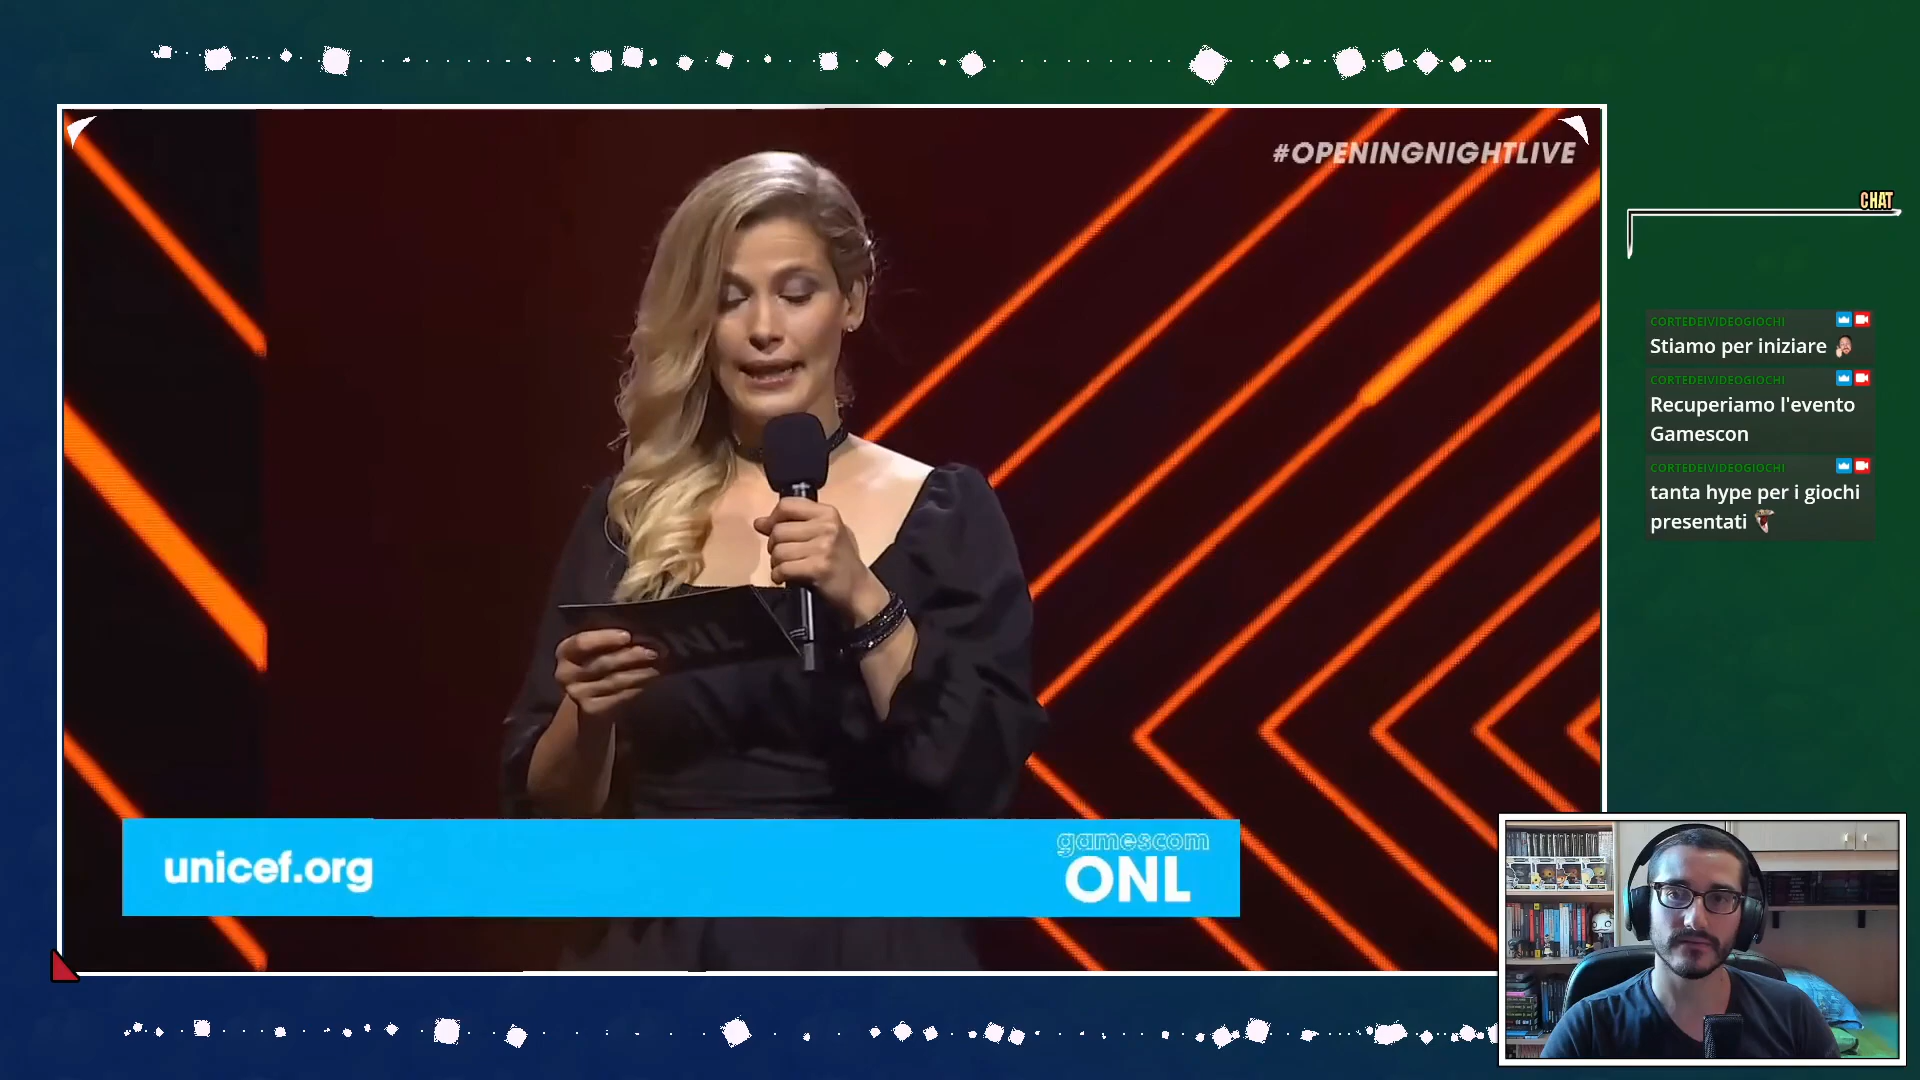 #OPENINGNIGHTLIVE
CHAT
CORTEDEIVIDEOGIOCHI
Stiamo per iniziare
CORTEDEIVIDEOGIOCHI
Recuperiamo l'evento
Gamescon
CORTEDEIVIDEOGIOCHI
tanta hype per i giochi
presentati
ONL
unicef.org
gamescom
ONL